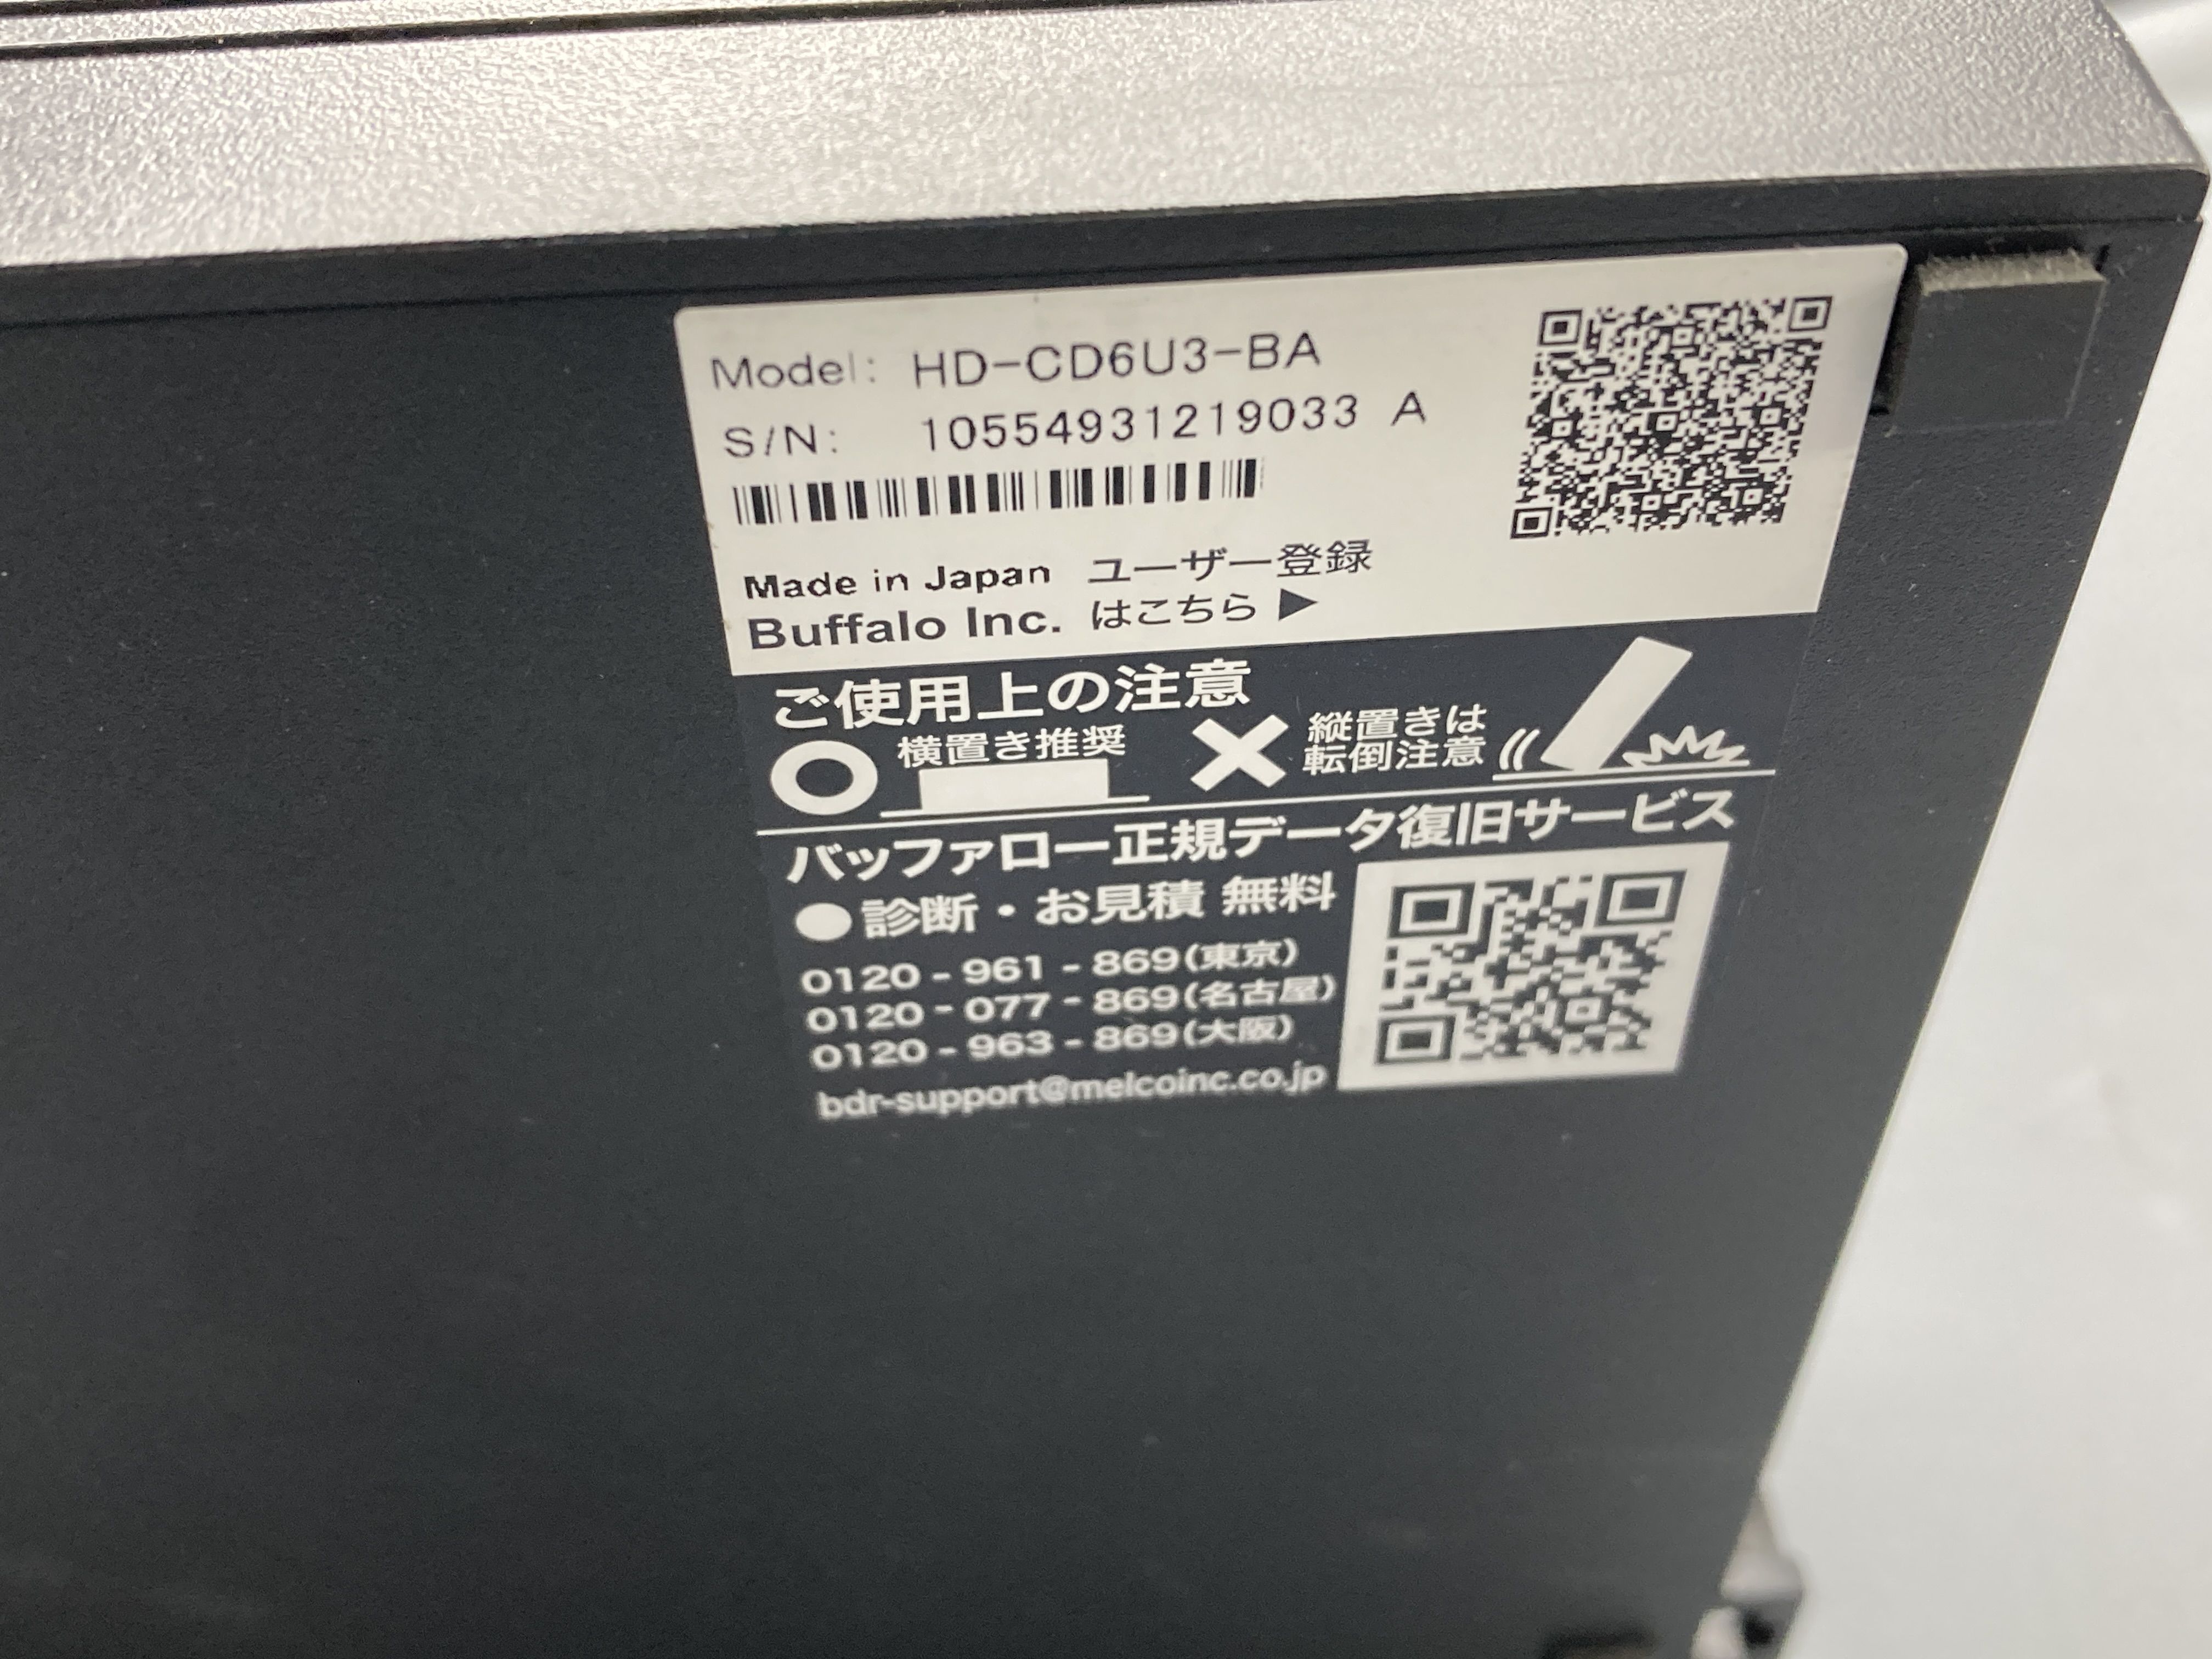 Model: HD-CD6U3-BA
S/N: 10554931219033 A
Made in Japan ユーザー登録
Buffalo Inc. はこちら ▶
ご使用上の注意
横置き推奨
縦置きは
転倒注意
バッファロー正規データ復旧サービス
●診断・お見積 無料
0120-961-869(東京)
0120-077-869(名古屋)
0120-963-869(大阪)
bdr-support@melcoinc.co.jp